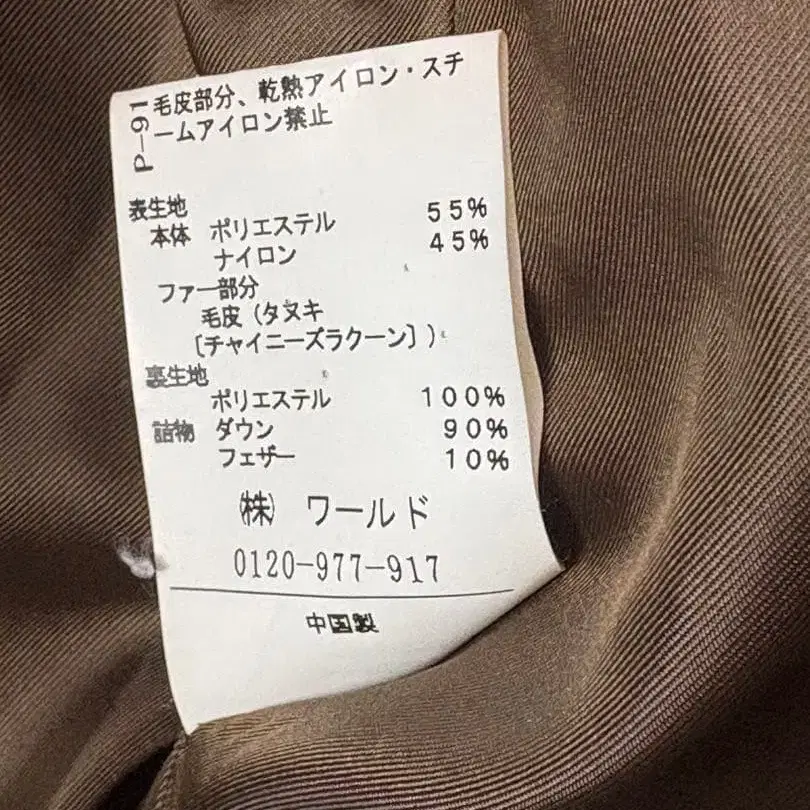 P-91
毛皮部分、乾熱アイロン・スチ
ームアイロン禁止
表生地
本体 ポリエステル 55%
ナイロン 45%
ファー部分
毛皮（タヌキ
〔チャイニーズラクーン〕）
裏生地
ポリエステル 100%
詰物 ダウン 90%
フェザー 10%
㈱ ワールド
0120-977-917
中国製